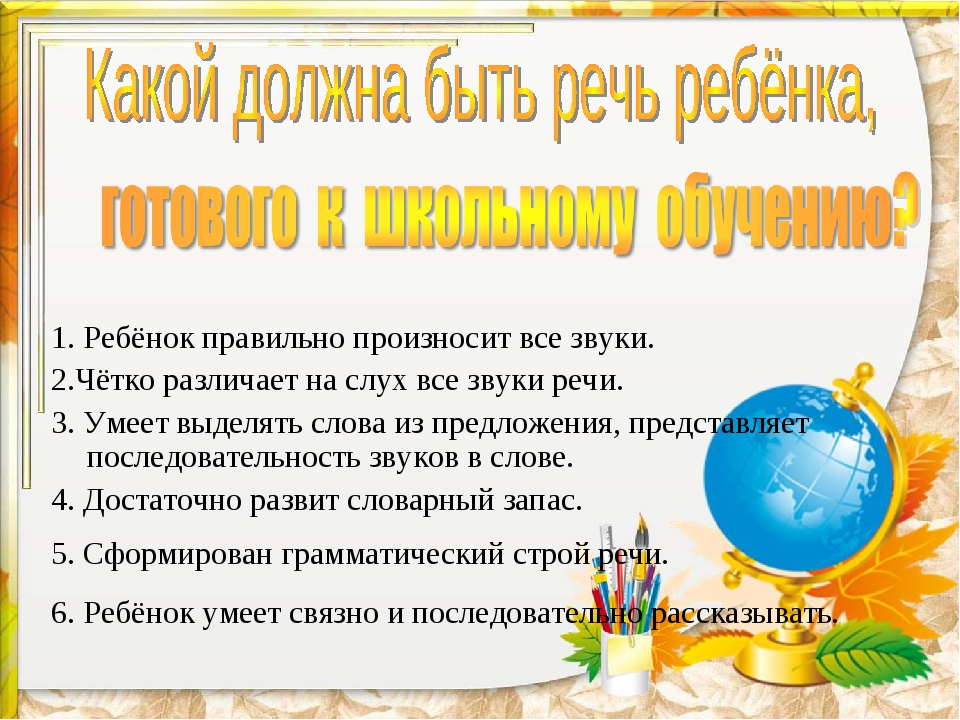 Какой должна быть речь ребёнка,
готового к школьному обучению?
1. Ребёнок правильно произносит все звуки.
2.Чётко различает на слух все звуки речи.
3. Умеет выделять слова из предложения, представляет
последовательность звуков в слове.
4. Достаточно развит словарный запас.
5. Сформирован грамматический строй речи.
6. Ребёнок умеет связно и последовательно рассказывать.